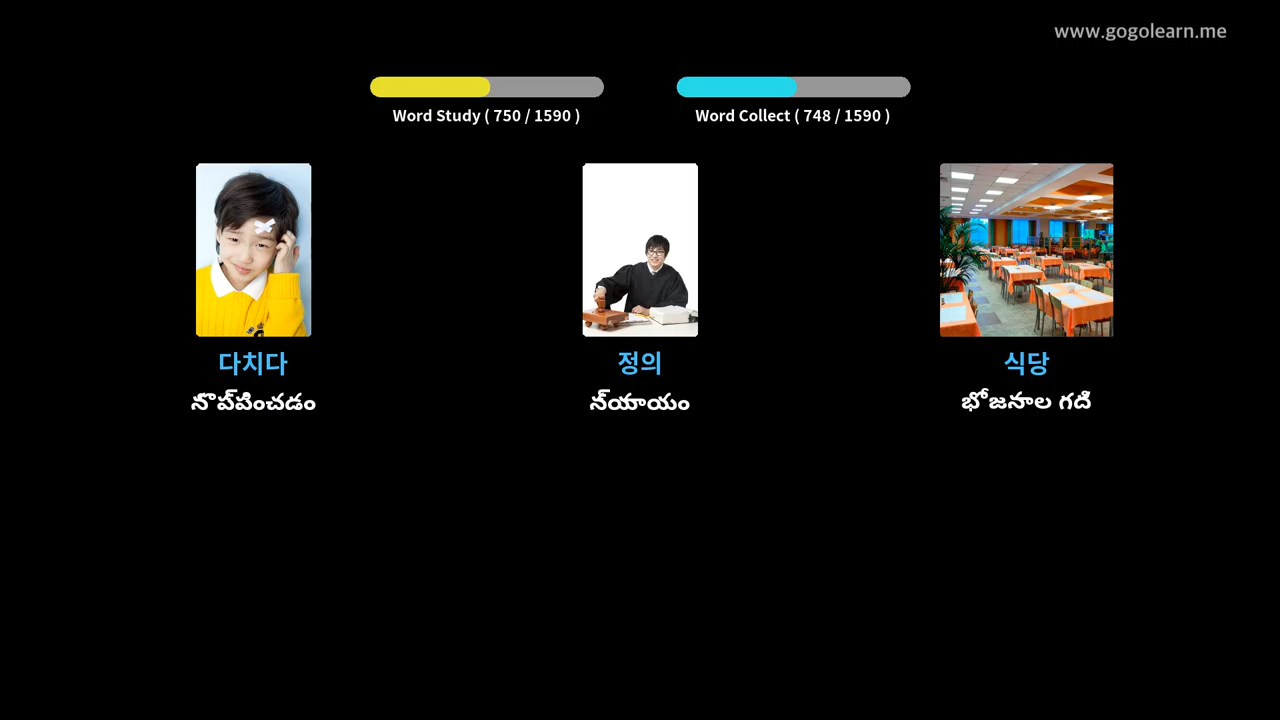 www.gogolearn.me
Word Study ( 750 / 1590 )
Word Collect ( 748 / 1590 )
다치다
정의
식당
నొప్పించడం
న్యాయం
భోజనాల గది